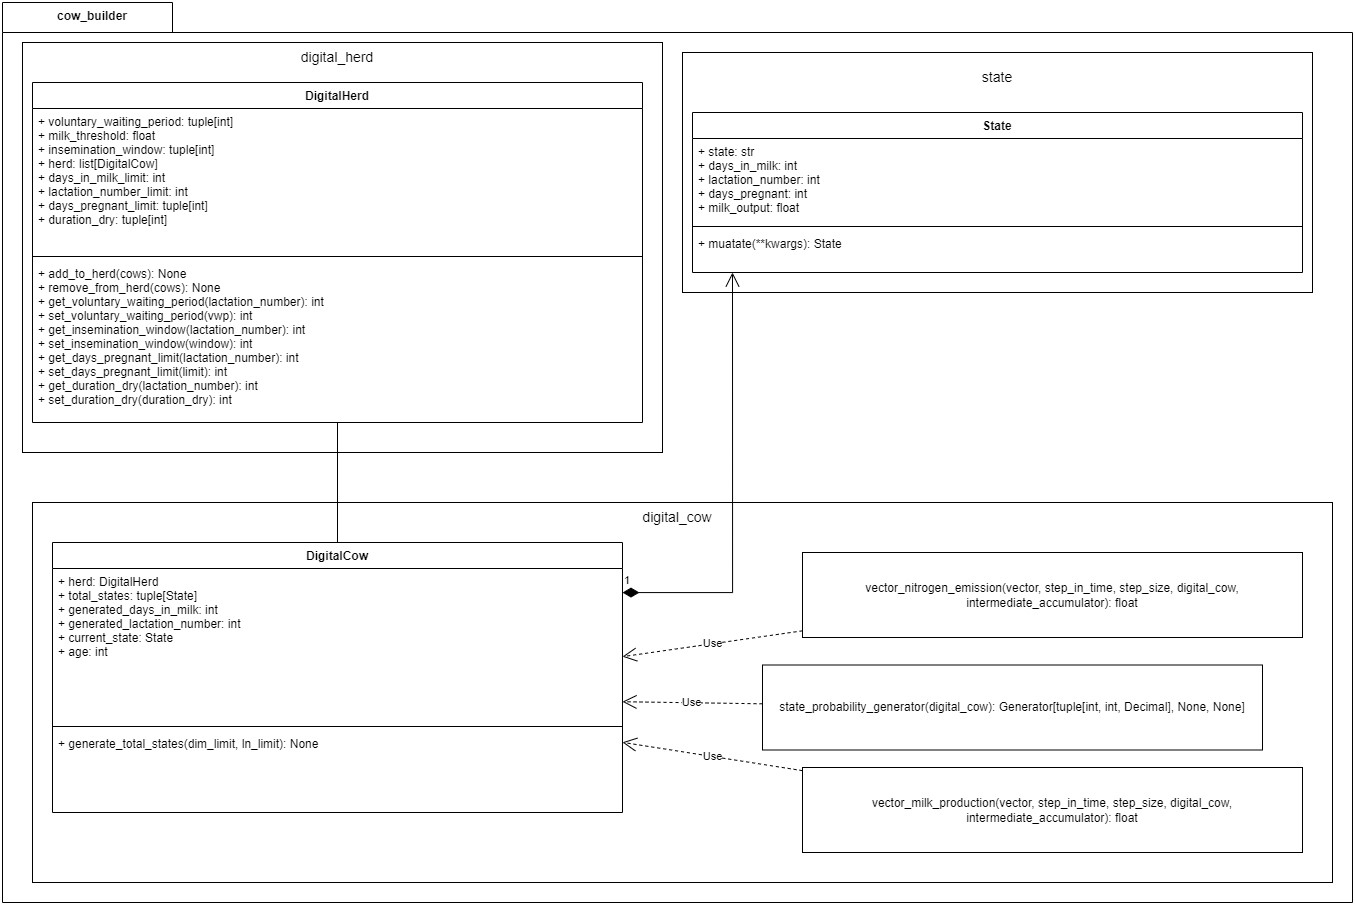 cow_builder
digital_herd
DigitalHerd
+ voluntary_waiting_period: tuple[int]
+ milk_threshold: float
+ insemination_window: tuple[int]
+ herd: list[DigitalCow]
+ days_in_milk_limit: int
+ lactation_number_limit: int
+ days_pregnant_limit: tuple[int]
+ duration_dry: tuple[int]
+ add_to_herd(cows): None
+ remove_from_herd(cows): None
+ get_voluntary_waiting_period(lactation_number): int
+ set_voluntary_waiting_period(vwp): int
+ get_insemination_window(lactation_number): int
+ set_insemination_window(window): int
+ get_days_pregnant_limit(lactation_number): int
+ set_days_pregnant_limit(limit): int
+ get_duration_dry(lactation_number): int
+ set_duration_dry(duration_dry): int
state
State
+ state: str
+ days_in_milk: int
+ lactation_number: int
+ days_pregnant: int
+ milk_output: float
+ muatate(**kwargs): State
digital_cow
DigitalCow
+ herd: DigitalHerd
+ total_states: tuple[State]
+ generated_days_in_milk: int
+ generated_lactation_number: int
+ current_state: State
+ age: int
+ generate_total_states(dim_limit, ln_limit): None
1
Use
Use
Use
vector_nitrogen_emission(vector, step_in_time, step_size, digital_cow,
intermediate_accumulator): float
state_probability_generator(digital_cow): Generator[tuple[int, int, Decimal], None, None]
vector_milk_production(vector, step_in_time, step_size, digital_cow,
intermediate_accumulator): float